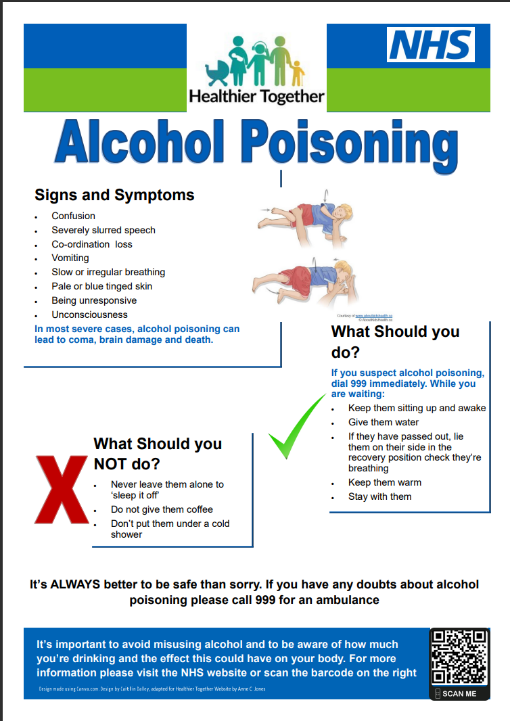 NHS
Healthier Together
Alcohol Poisoning
Signs and Symptoms
• Confusion
• Severely slurred speech
• Co-ordination loss
• Vomiting
• Slow or irregular breathing
• Pale or blue tinged skin
• Being unresponsive
• Unconsciousness
In most severe cases, alcohol poisoning can
lead to coma, brain damage and death.
What Should you
do?
If you suspect alcohol poisoning,
dial 999 immediately. While you
are waiting:
• Keep them sitting up and awake
• Give them water
• If they have passed out, lie
them on their side in the
recovery position check they're
breathing
• Keep them warm
• Stay with them
What Should you
NOT do?
• Never leave them alone to
'sleep it off'
• Do not give them coffee
• Don't put them under a cold
shower
It's ALWAYS better to be safe than sorry. If you have any doubts about alcohol
poisoning please call 999 for an ambulance
It's important to avoid misusing alcohol and to be aware of how much
you're drinking and the effect this could have on your body. For more
information please visit the NHS website or scan the barcode on the right
Design made using Canva.com. Design by Caitlin Galley, adapted for Healthier Together Website by Anne C. Jones
SCAN ME